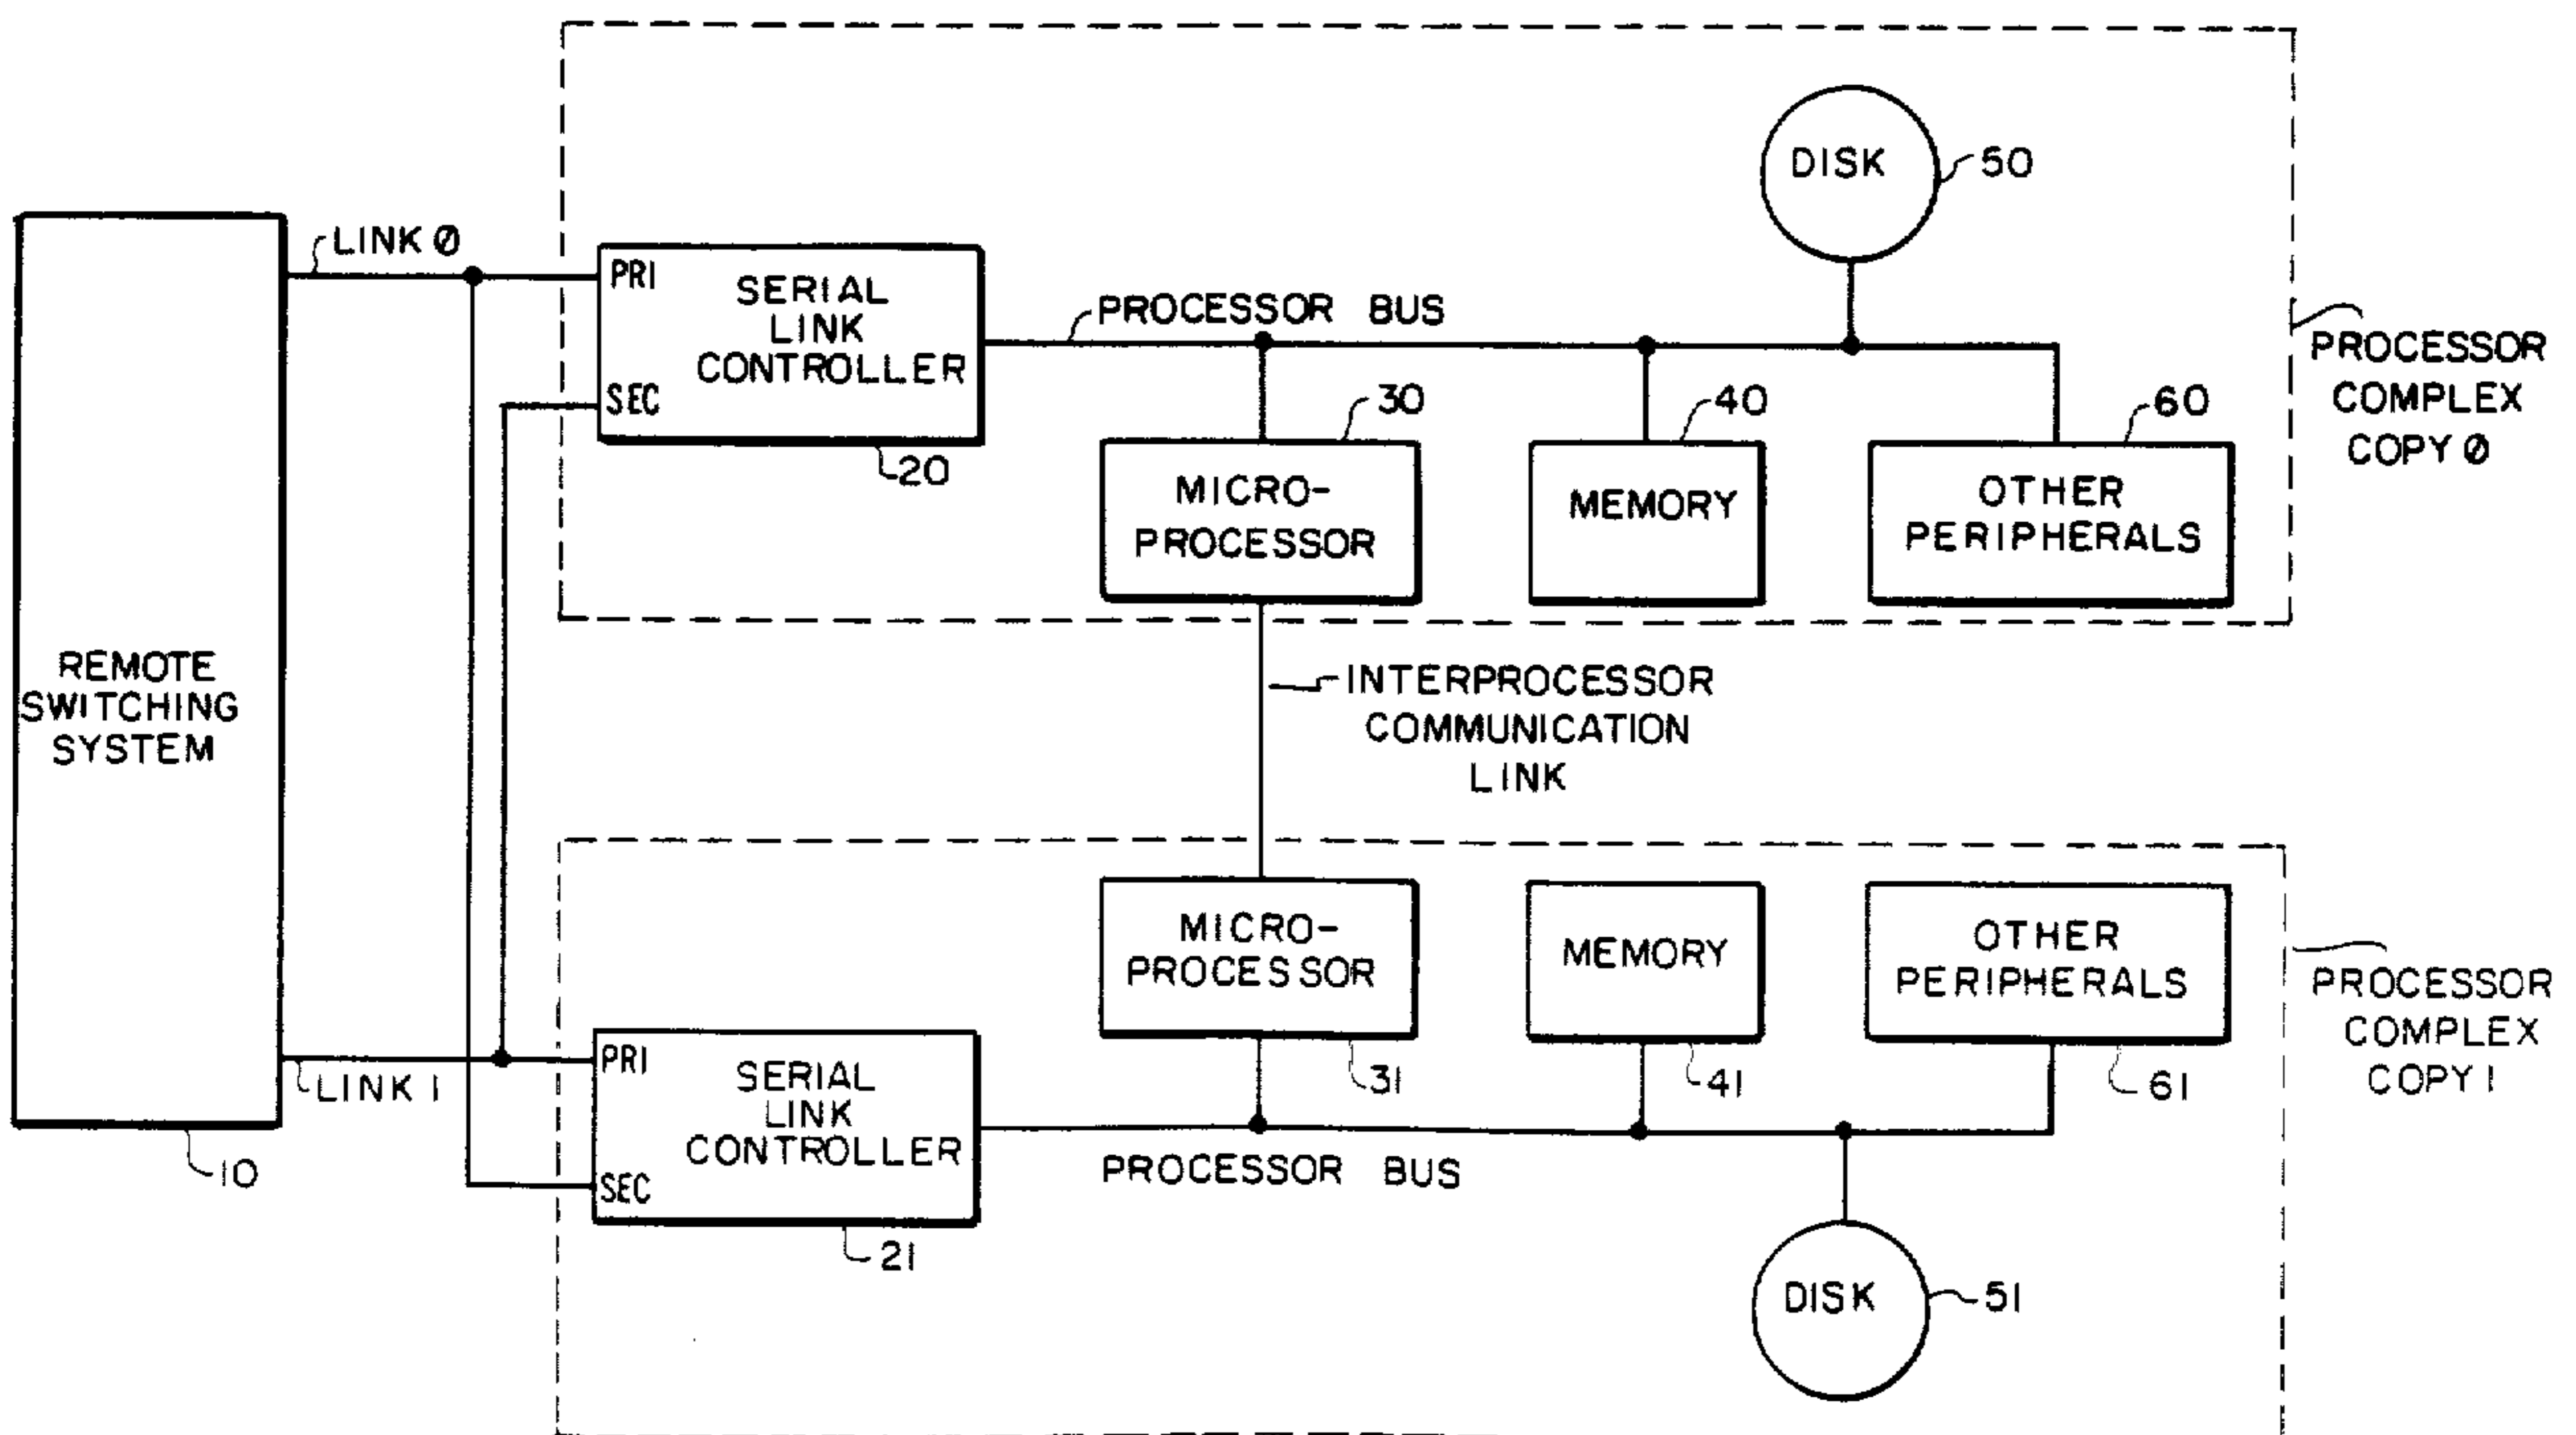 LINK Ø
PRI
SEC
SERIAL
LINK
CONTROLLER
20
PROCESSOR BUS
DISK
50
30
MICRO-
PROCESSOR
40
MEMORY
60
OTHER
PERIPHERALS
PROCESSOR
COMPLEX
COPY Ø
REMOTE
SWITCHING
SYSTEM
10
INTERPROCESSOR
COMMUNICATION
LINK
LINK 1
PRI
SEC
SERIAL
LINK
CONTROLLER
21
MICRO-
PROCESSOR
31
MEMORY
41
OTHER
PERIPHERALS
61
PROCESSOR BUS
DISK
51
PROCESSOR
COMPLEX
COPY 1